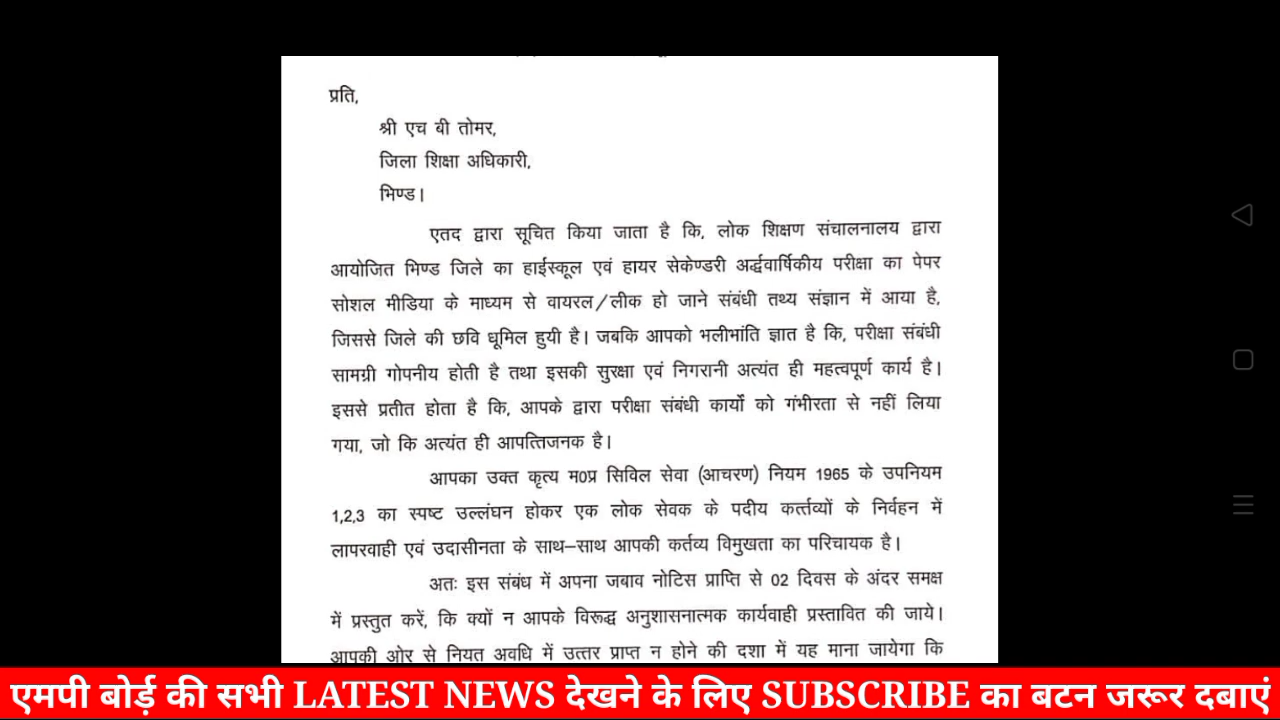 प्रति,
श्री एच बी तोमर,
जिला शिक्षा अधिकारी,
भिण्ड।
एतद द्वारा सूचित किया जाता है कि, लोक शिक्षण संचालनालय द्वारा
आयोजित भिण्ड जिले का हाईस्कूल एवं हायर सेकेण्डरी अर्द्धवार्षिकीय परीक्षा का पेपर
सोशल मीडिया के माध्यम से वायरल/लीक हो जाने संबंधी तथ्य संज्ञान में आया है,
जिससे जिले की छवि धूमिल हुयी है। जबकि आपको भलीभांति ज्ञात है कि, परीक्षा संबंधी
सामग्री गोपनीय होती है तथा इसकी सुरक्षा एवं निगरानी अत्यंत ही महत्वपूर्ण कार्य है।
इससे प्रतीत होता है कि, आपके द्वारा परीक्षा संबंधी कार्यों को गंभीरता से नहीं लिया
गया, जो कि अत्यंत ही आपत्तिजनक है।
आपका उक्त कृत्य म0प्र सिविल सेवा (आचरण) नियम 1965 के उपनियम
1,2,3 का स्पष्ट उल्लंघन होकर एक लोक सेवक के पदीय कर्त्तव्यों के निर्वहन में
लापरवाही एवं उदासीनता के साथ–साथ आपकी कर्तव्य विमुखता का परिचायक है।
अतः इस संबंध में अपना जबाव नोटिस प्राप्ति से 02 दिवस के अंदर समक्ष
में प्रस्तुत करें, कि क्यों न आपके विरूद्ध अनुशासनात्मक कार्यवाही प्रस्तावित की जाये।
आपकी ओर से नियत अवधि में उत्तर प्राप्त न होने की दशा में यह माना जायेगा कि
एमपी बोर्ड़ की सभी LATEST NEWS देखने के लिए SUBSCRIBE का बटन जरूर दबाएं